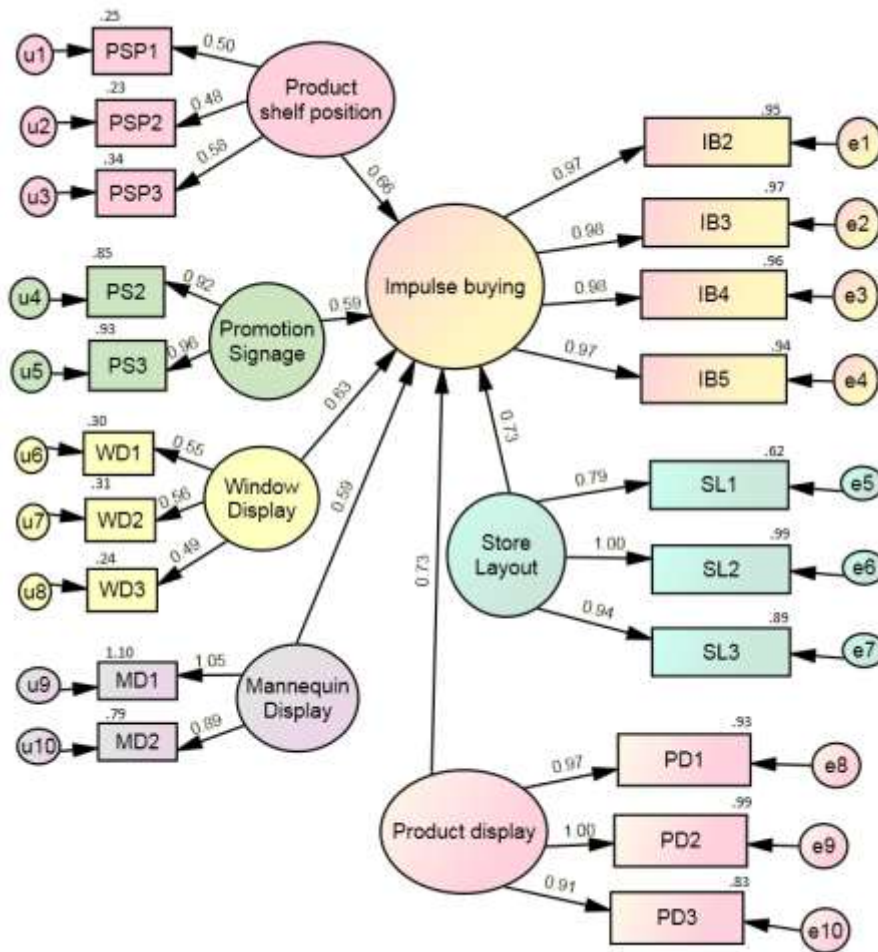 .25
u1
PSP1
0.50
.23
u2
PSP2
0.48
.34
u3
PSP3
0.58
Product
shelf position
0.66
.85
u4
PS2
0.92
.93
u5
PS3
0.96
Promotion
Signage
0.59
.30
u6
WD1
0.55
.31
u7
WD2
0.56
.24
u8
WD3
0.49
Window
Display
0.63
1.10
u9
MD1
1.05
.79
u10
MD2
0.89
Mannequin
Display
0.59
Impulse buying
0.97
.95
IB2
e1
0.98
.97
IB3
e2
0.98
.96
IB4
e3
0.97
.94
IB5
e4
0.73
Store
Layout
0.79
.62
SL1
e5
1.00
.99
SL2
e6
0.94
.89
SL3
e7
0.73
Product display
0.97
.93
PD1
e8
1.00
.99
PD2
e9
0.91
.83
PD3
e10